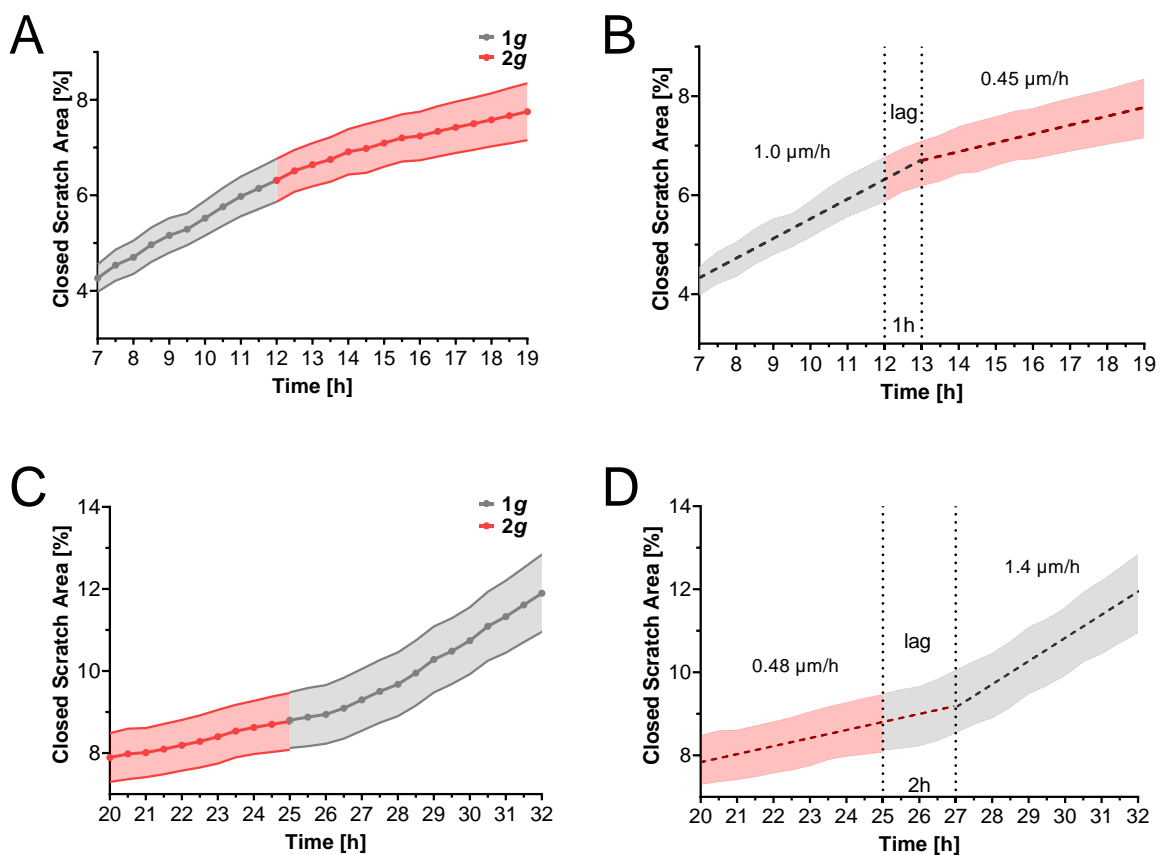 A
1g
2g
Closed Scratch Area [%]
8
6
4
7 8 9 10 11 12 13 14 15 16 17 18 19
Time [h]
B
0.45 µm/h
lag
1.0 µm/h
Closed Scratch Area [%]
8
6
4
1h
7 8 9 10 11 12 13 14 15 16 17 18 19
Time [h]
C
1g
2g
Closed Scratch Area [%]
14
12
10
8
20 21 22 23 24 25 26 27 28 29 30 31 32
Time [h]
D
1.4 µm/h
lag
0.48 µm/h
Closed Scratch Area [%]
14
12
10
8
2h
20 21 22 23 24 25 26 27 28 29 30 31 32
Time [h]